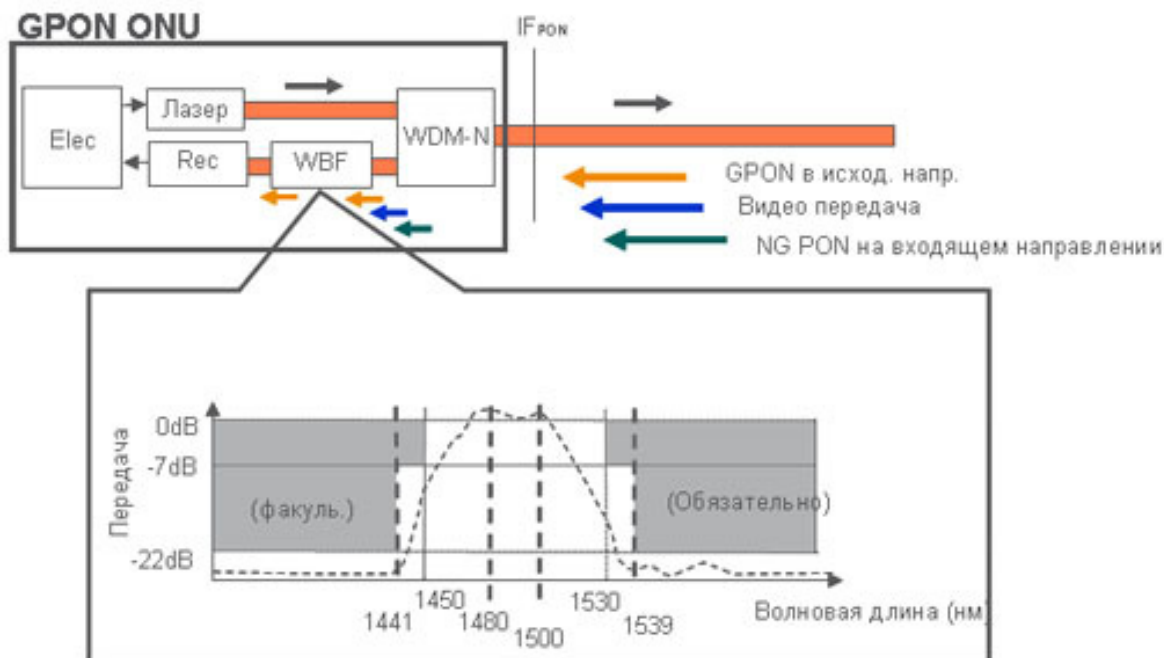 GPON ONU
IFPON
Elec
Лазер
Rec
WBF
WDM-N
GPON в исход. напр.
Видео передача
NG PON на входящем направлении
Передача
0dB
-7dB
-22dB
(факуль.)
(Обязательно)
1441
1450
1480
1500
1530
1539
Волновая длина (нм)